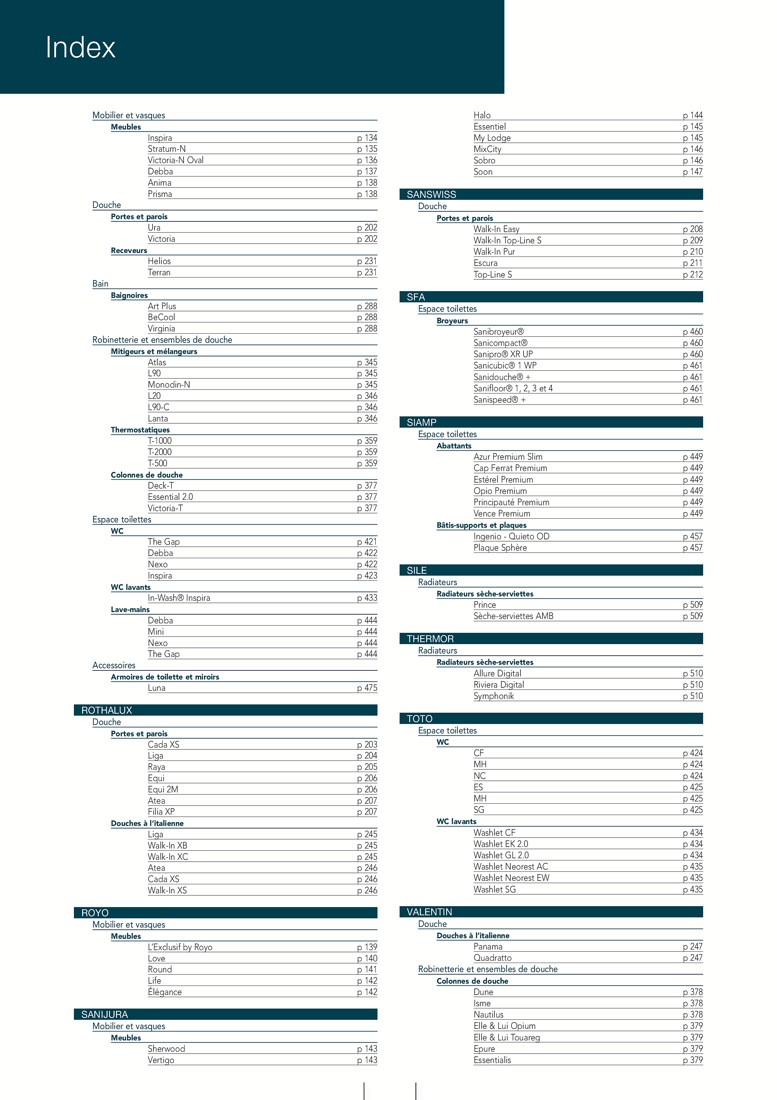 Index
Mobilier et vasques
Meubles
Inspira p 134
Stratum-N p 135
Victoria-N Oval p 136
Debba p 137
Anima p 138
Prisma p 138
Douche
Portes et parois
Ura p 202
Victoria p 202
Receveurs
Helios p 231
Terran p 231
Bain
Baignoires
Art Plus p 288
BeCool p 288
Virginia p 288
Robinetterie et ensembles de douche
Mitigeurs et mélangeurs
Atlas p 345
L90 p 345
Monodin-N p 345
L20 p 346
L90-C p 346
Lanta p 346
Thermostatiques
T-1000 p 359
T-2000 p 359
T-500 p 359
Colonnes de douche
Deck-T p 377
Essential 2.0 p 377
Victoria-T p 377
Espace toilettes
WC
The Gap p 421
Debba p 422
Nexo p 422
Inspira p 423
WC lavants
In-Wash® Inspira p 433
Lave-mains
Debba p 444
Mini p 444
Nexo p 444
The Gap p 444
Accessoires
Armoires de toilette et miroirs
Luna p 475
ROTHALUX
Douche
Portes et parois
Cada XS p 203
Liga p 204
Raya p 205
Equi p 206
Equi 2M p 206
Atea p 207
Filia XP p 207
Douches à l'italienne
Liga p 245
Walk-In XB p 245
Walk-In XC p 245
Atea p 246
Cada XS p 246
Walk-In XS p 246
ROYO
Mobilier et vasques
Meubles
L'Exclusif by Royo p 139
Love p 140
Round p 141
Life p 142
Élégance p 142
SANIJURA
Mobilier et vasques
Meubles
Sherwood p 143
Vertigo p 143
Halo p 144
Essentiel p 145
My Lodge p 145
MixCity p 146
Sobro p 146
Soon p 147
SANSWISS
Douche
Portes et parois
Walk-In Easy p 208
Walk-In Top-Line S p 209
Walk-In Pur p 210
Escura p 211
Top-Line S p 212
SFA
Espace toilettes
Broyeurs
Sanibroyeur® p 460
Sanicompact® p 460
Sanipro® XR UP p 460
Sanicubic® 1 WP p 461
Sanidouche® + p 461
Sanifloor® 1, 2, 3 et 4 p 461
Sanispeed® + p 461
SIAMP
Espace toilettes
Abattants
Azur Premium Slim p 449
Cap Ferrat Premium p 449
Estérel Premium p 449
Opio Premium p 449
Principauté Premium p 449
Vence Premium p 449
Bâtis-supports et plaques
Ingenio - Quieto OD p 457
Plaque Sphère p 457
SILE
Radiateurs
Radiateurs sèche-serviettes
Prince p 509
Sèche-serviettes AMB p 509
THERMOR
Radiateurs
Radiateurs sèche-serviettes
Allure Digital p 510
Riviera Digital p 510
Symphonik p 510
TOTO
Espace toilettes
WC
CF p 424
MH p 424
NC p 424
ES p 425
MH p 425
SG p 425
WC lavants
Washlet CF p 434
Washlet EK 2.0 p 434
Washlet GL 2.0 p 434
Washlet Neorest AC p 435
Washlet Neorest EW p 435
Washlet SG p 435
VALENTIN
Douche
Douches à l'italienne
Panama p 247
Quadratto p 247
Robinetterie et ensembles de douche
Colonnes de douche
Dune p 378
Isme p 378
Nautilus p 378
Elle & Lui Opium p 379
Elle & Lui Touareg p 379
Epure p 379
Essentialis p 379